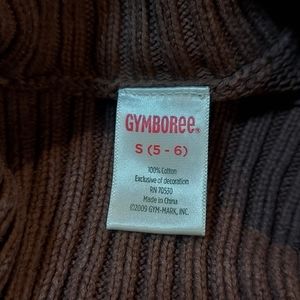 GYMBOREE®
S (5 - 6)
100% Cotton
Exclusive of decoration
RN 70530
Made in China
©2009 GYM-MARK, INC.